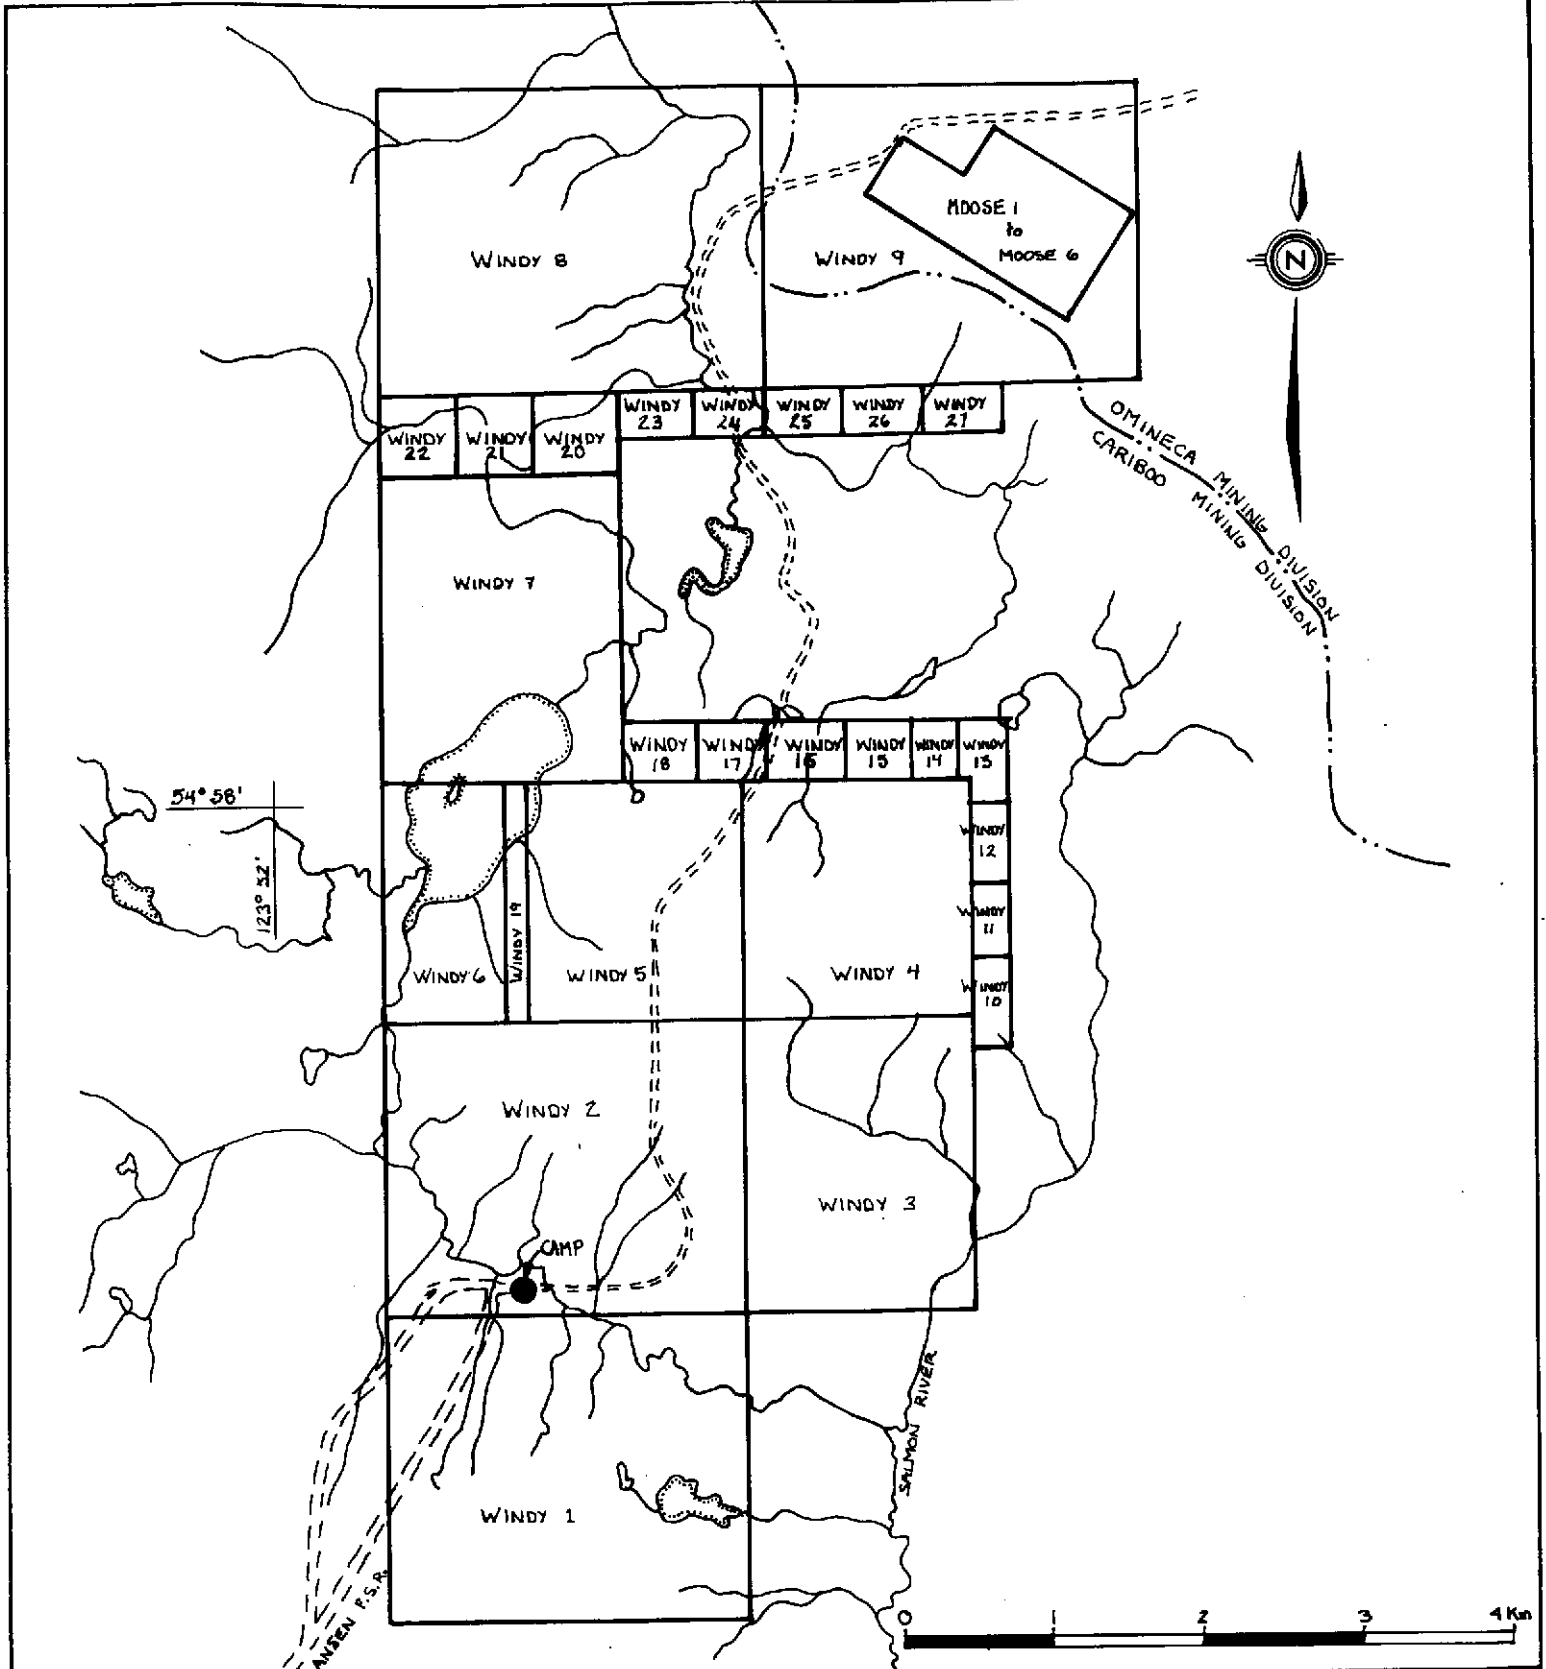 WINDY 8
WINDY 9
MOOSE 1
to
MOOSE 6
N
WINDY
22
WINDY
21
WINDY
20
WINDY
23
WINDY
24
WINDY
25
WINDY
26
WINDY
27
OMINECA MINING DIVISION
CARIBOO MINING DIVISION
WINDY 7
WINDY
18
WINDY
17
WINDY
16
WINDY
15
WINDY
14
WINDY
13
54° 58'
123° 52'
WINDY
12
WINDY
11
WINDY
10
WINDY 6
WINDY 19
WINDY 5
WINDY 4
WINDY 2
WINDY 3
CAMP
SALMON RIVER
WINDY 1
ANSEN F.S.R.
0 1 2 3 4 Km